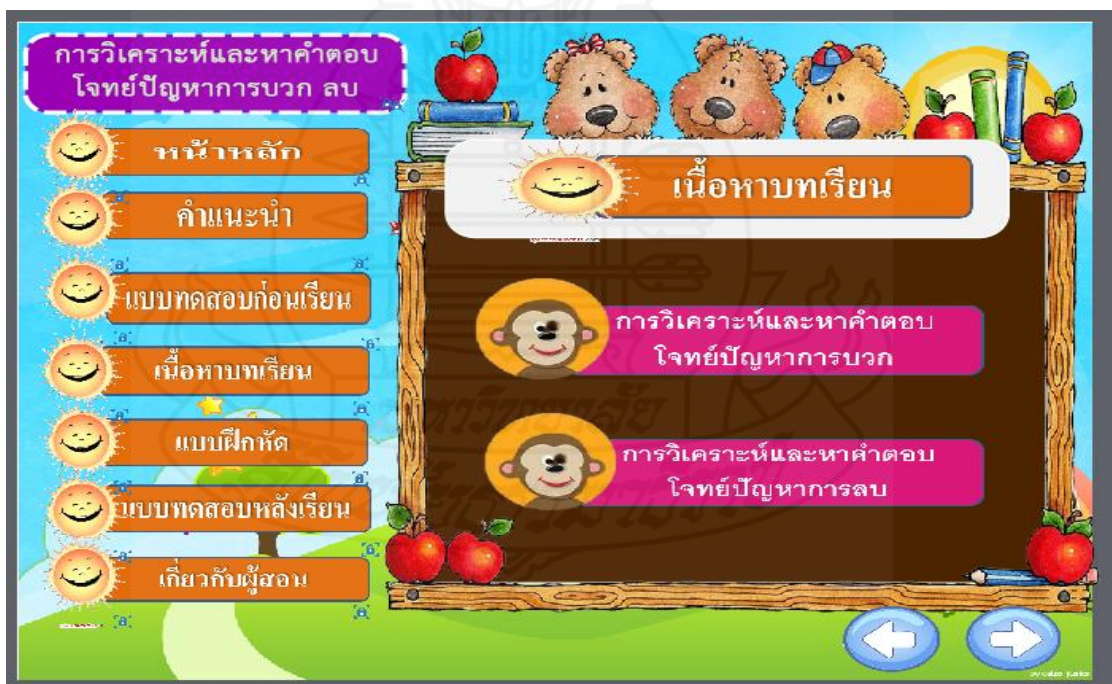 การวิเคราะห์และหาคำตอบ
โจทย์ปัญหาการบวก ลบ
หน้าหลัก
คำแนะนำ
แบบทดสอบก่อนเรียน
เนื้อหาบทเรียน
แบบฝึกหัด
แบบทดสอบหลังเรียน
เกี่ยวกับผู้สอน
เนื้อหาบทเรียน
การวิเคราะห์และหาคำตอบ
โจทย์ปัญหาการบวก
การวิเคราะห์และหาคำตอบ
โจทย์ปัญหาการลบ